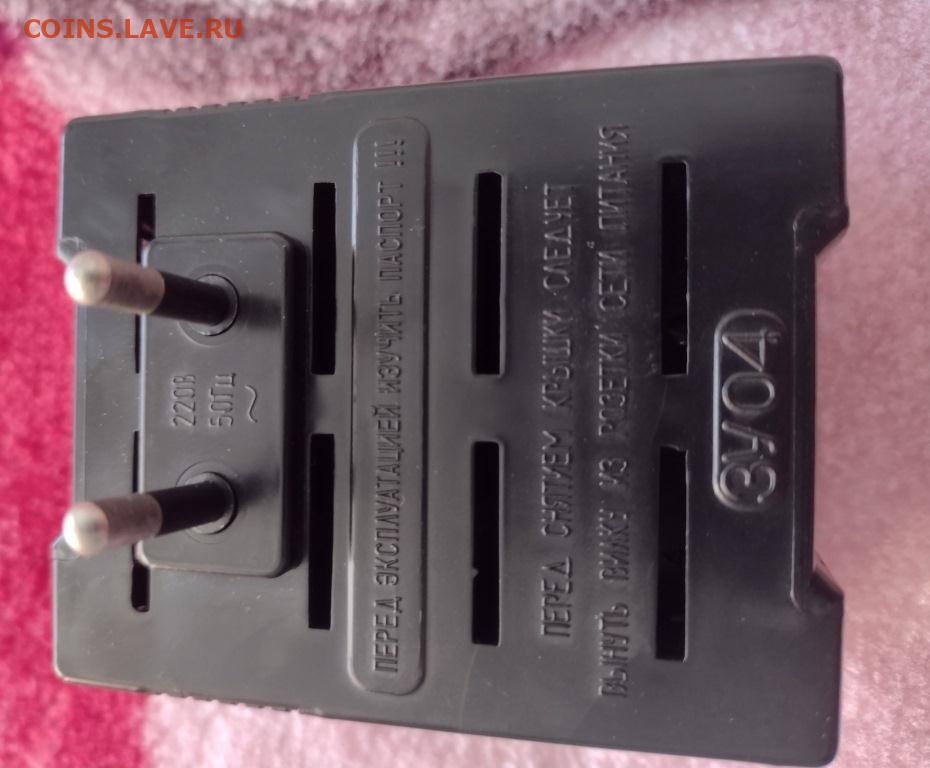 COINS.LAVE.RU
220В
50Гц
~
ПЕРЕД ЭКСПЛУАТАЦИЕЙ ИЗУЧИТЬ ПАСПОРТ !!!
ПЕРЕД СНЯТИЕМ КРЫШКИ СЛЕДУЕТ
ВЫНУТЬ ВИЛКУ ИЗ РОЗЕТКИ СЕТИ ПИТАНИЯ
ЗУ04